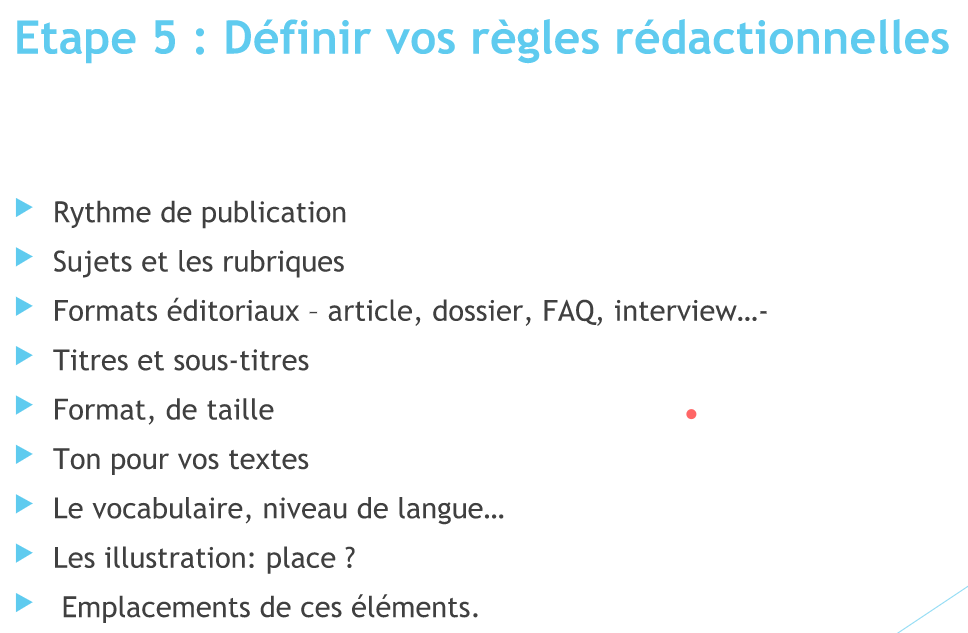 Etape 5 : Définir vos règles rédactionnelles
Rythme de publication
Sujets et les rubriques
Formats éditoriaux – article, dossier, FAQ, interview…-
Titres et sous-titres
Format, de taille
Ton pour vos textes
Le vocabulaire, niveau de langue…
Les illustration: place ?
Emplacements de ces éléments.